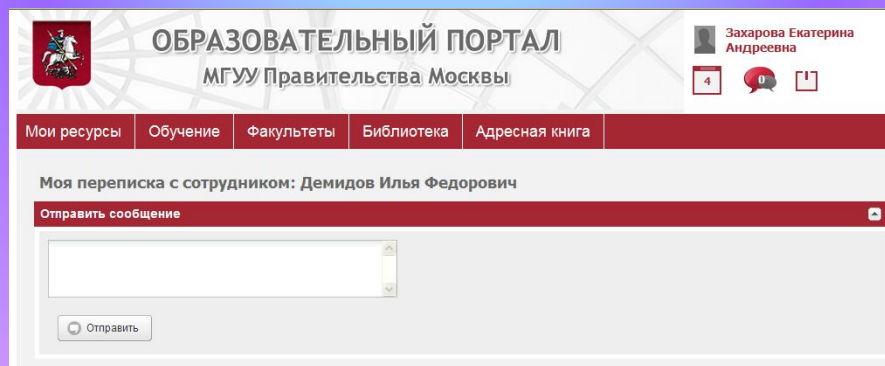 ОБРАЗОВАТЕЛЬНЫЙ ПОРТАЛ
МГУУ Правительства Москвы
Захарова Екатерина
Андреевна
4
0
Мои ресурсы
Обучение
Факультеты
Библиотека
Адресная книга
Моя переписка с сотрудником: Демидов Илья Федорович
Отправить сообщение
Отправить